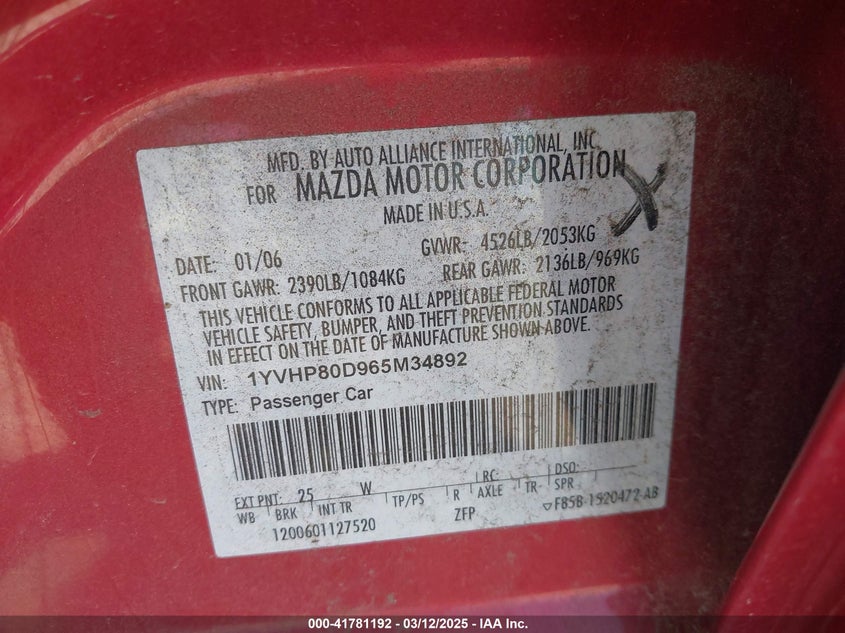 MFD. BY AUTO ALLIANCE INTERNATIONAL, INC.
FOR MAZDA MOTOR CORPORATION
MADE IN U.S.A.
DATE: 01/06 GVWR: 4526LB/2053KG
FRONT GAWR: 2390LB/1084KG REAR GAWR: 2136LB/969KG
THIS VEHICLE CONFORMS TO ALL APPLICABLE FEDERAL MOTOR
VEHICLE SAFETY, BUMPER, AND THEFT PREVENTION STANDARDS
IN EFFECT ON THE DATE OF MANUFACTURE SHOWN ABOVE.
VIN: 1YVHP80D965M34892
TYPE: Passenger Car
EXT PNT: 25 W RC: DSO:
WB BRK INT TR TP/PS R AXLE TR SPR
1200601127520 ZFP ▽F85B-1520472-AB
000-41781192 - 03/12/2025 - IAA Inc.